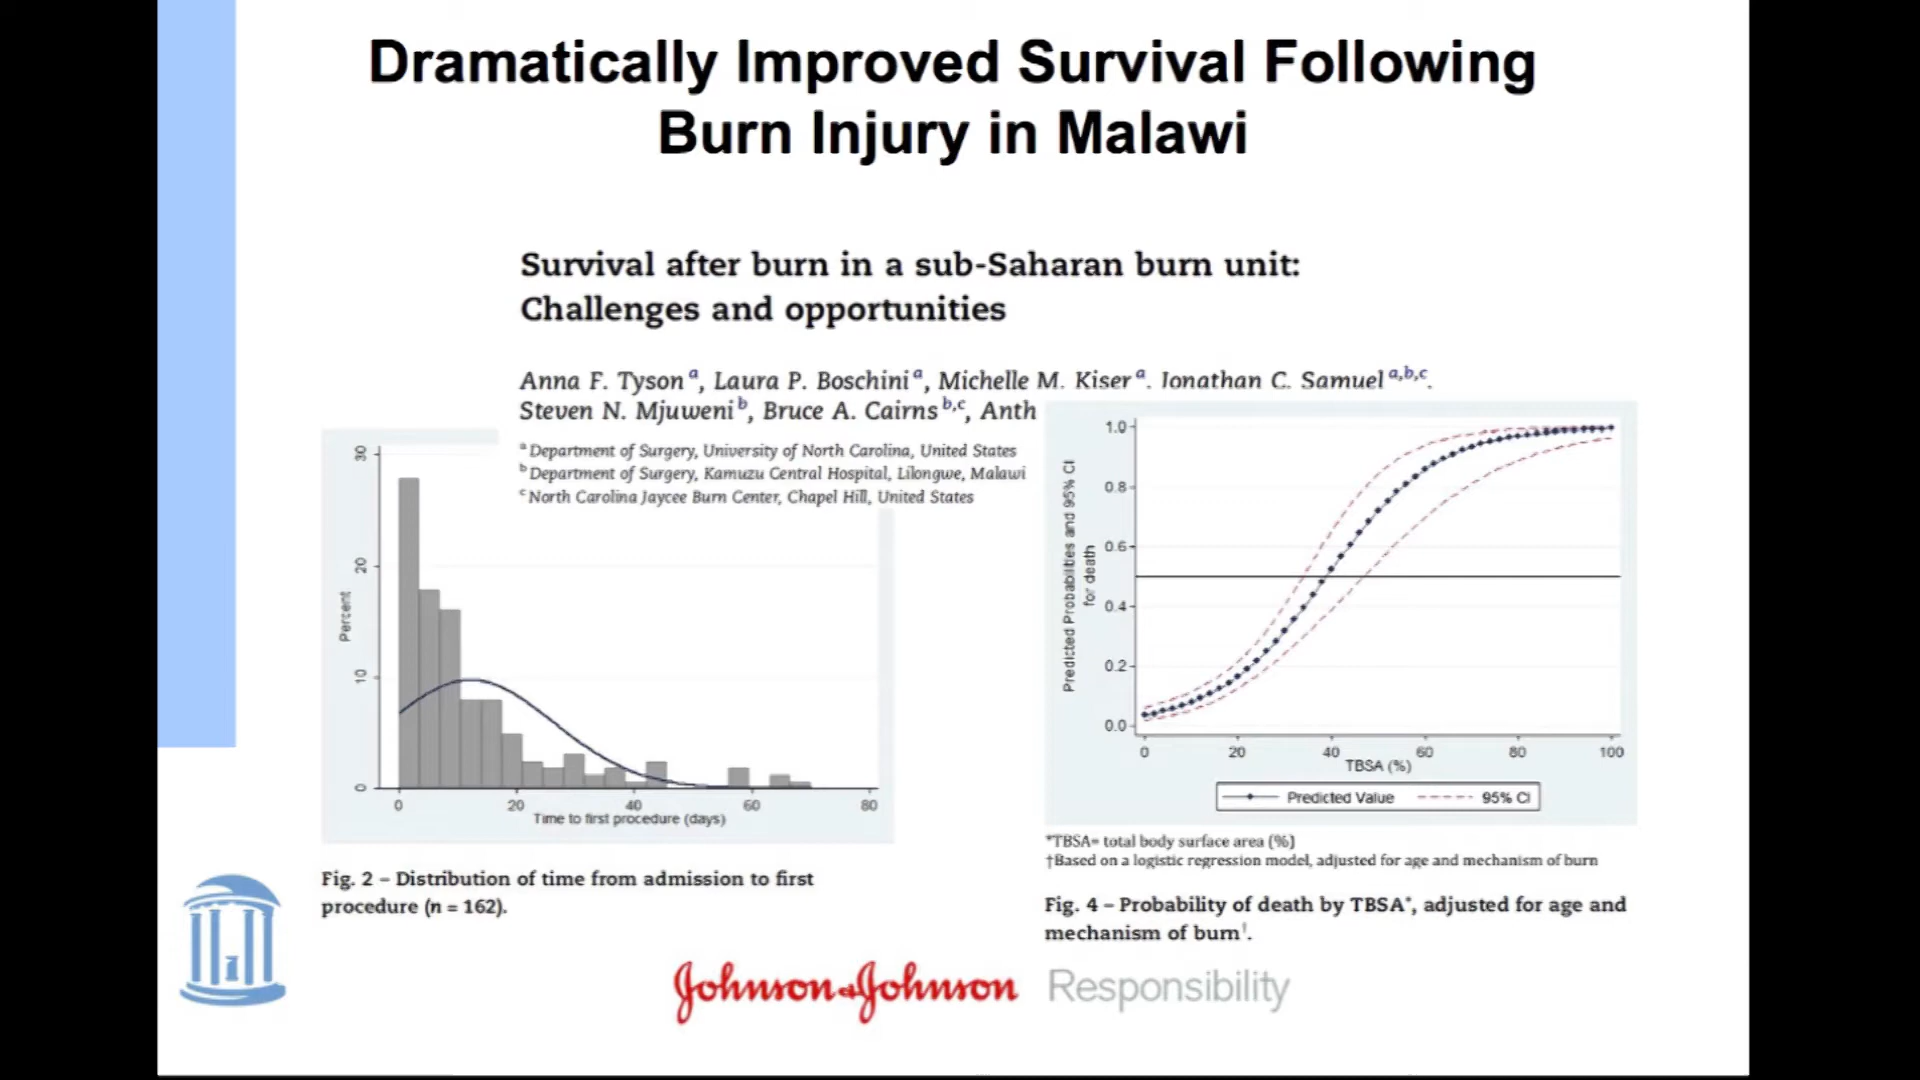 Dramatically Improved Survival Following
Burn Injury in Malawi
Survival after burn in a sub-Saharan burn unit:
Challenges and opportunities
Anna F. Tyson a, Laura P. Boschini a, Michelle M. Kiser a, Jonathan C. Samuel a,b,c,
Steven N. Mjuweni b, Bruce A. Cairns b,c, Anth
a Department of Surgery, University of North Carolina, United States
b Department of Surgery, Kamuzu Central Hospital, Lilongwe, Malawi
c North Carolina Jaycee Burn Center, Chapel Hill, United States
30
20
10
0
Percent
0 20 40 60 80
Time to first procedure (days)
Fig. 2 – Distribution of time from admission to first
procedure (n = 162).
Predicted Probabilities and 95% CI
for death
1.0
0.8
0.6
0.4
0.2
0.0
0 20 40 60 80 100
TBSA (%)
Predicted Value 95% CI
*TBSA= total body surface area (%)
†Based on a logistic regression model, adjusted for age and mechanism of burn
Fig. 4 – Probability of death by TBSA*, adjusted for age and
mechanism of burn†.
Johnson & Johnson Responsibility